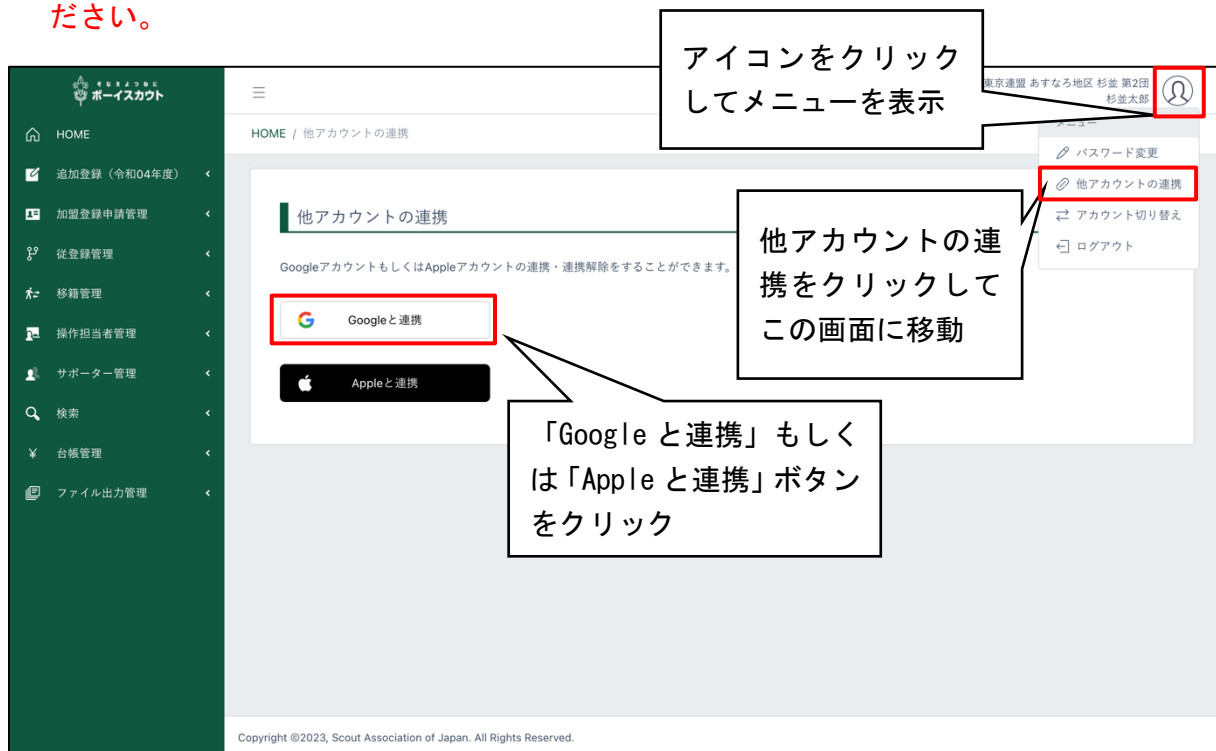 ださい。
アイコンをクリック
してメニューを表示
そなえよつねに
ボーイスカウト
東京連盟 あすなろ地区 杉並 第2団
杉並太郎
HOME
追加登録（令和04年度）
加盟登録申請管理
従登録管理
移籍管理
操作担当者管理
サポーター管理
検索
台帳管理
ファイル出力管理
HOME / 他アカウントの連携
メニュー
パスワード変更
他アカウントの連携
アカウント切り替え
ログアウト
他アカウントの連携
GoogleアカウントもしくはAppleアカウントの連携・連携解除をすることができます。
Googleと連携
Appleと連携
他アカウントの連
携をクリックして
この画面に移動
「Google と連携」もしく
は「Apple と連携」ボタン
をクリック
Copyright ©2023, Scout Association of Japan. All Rights Reserved.